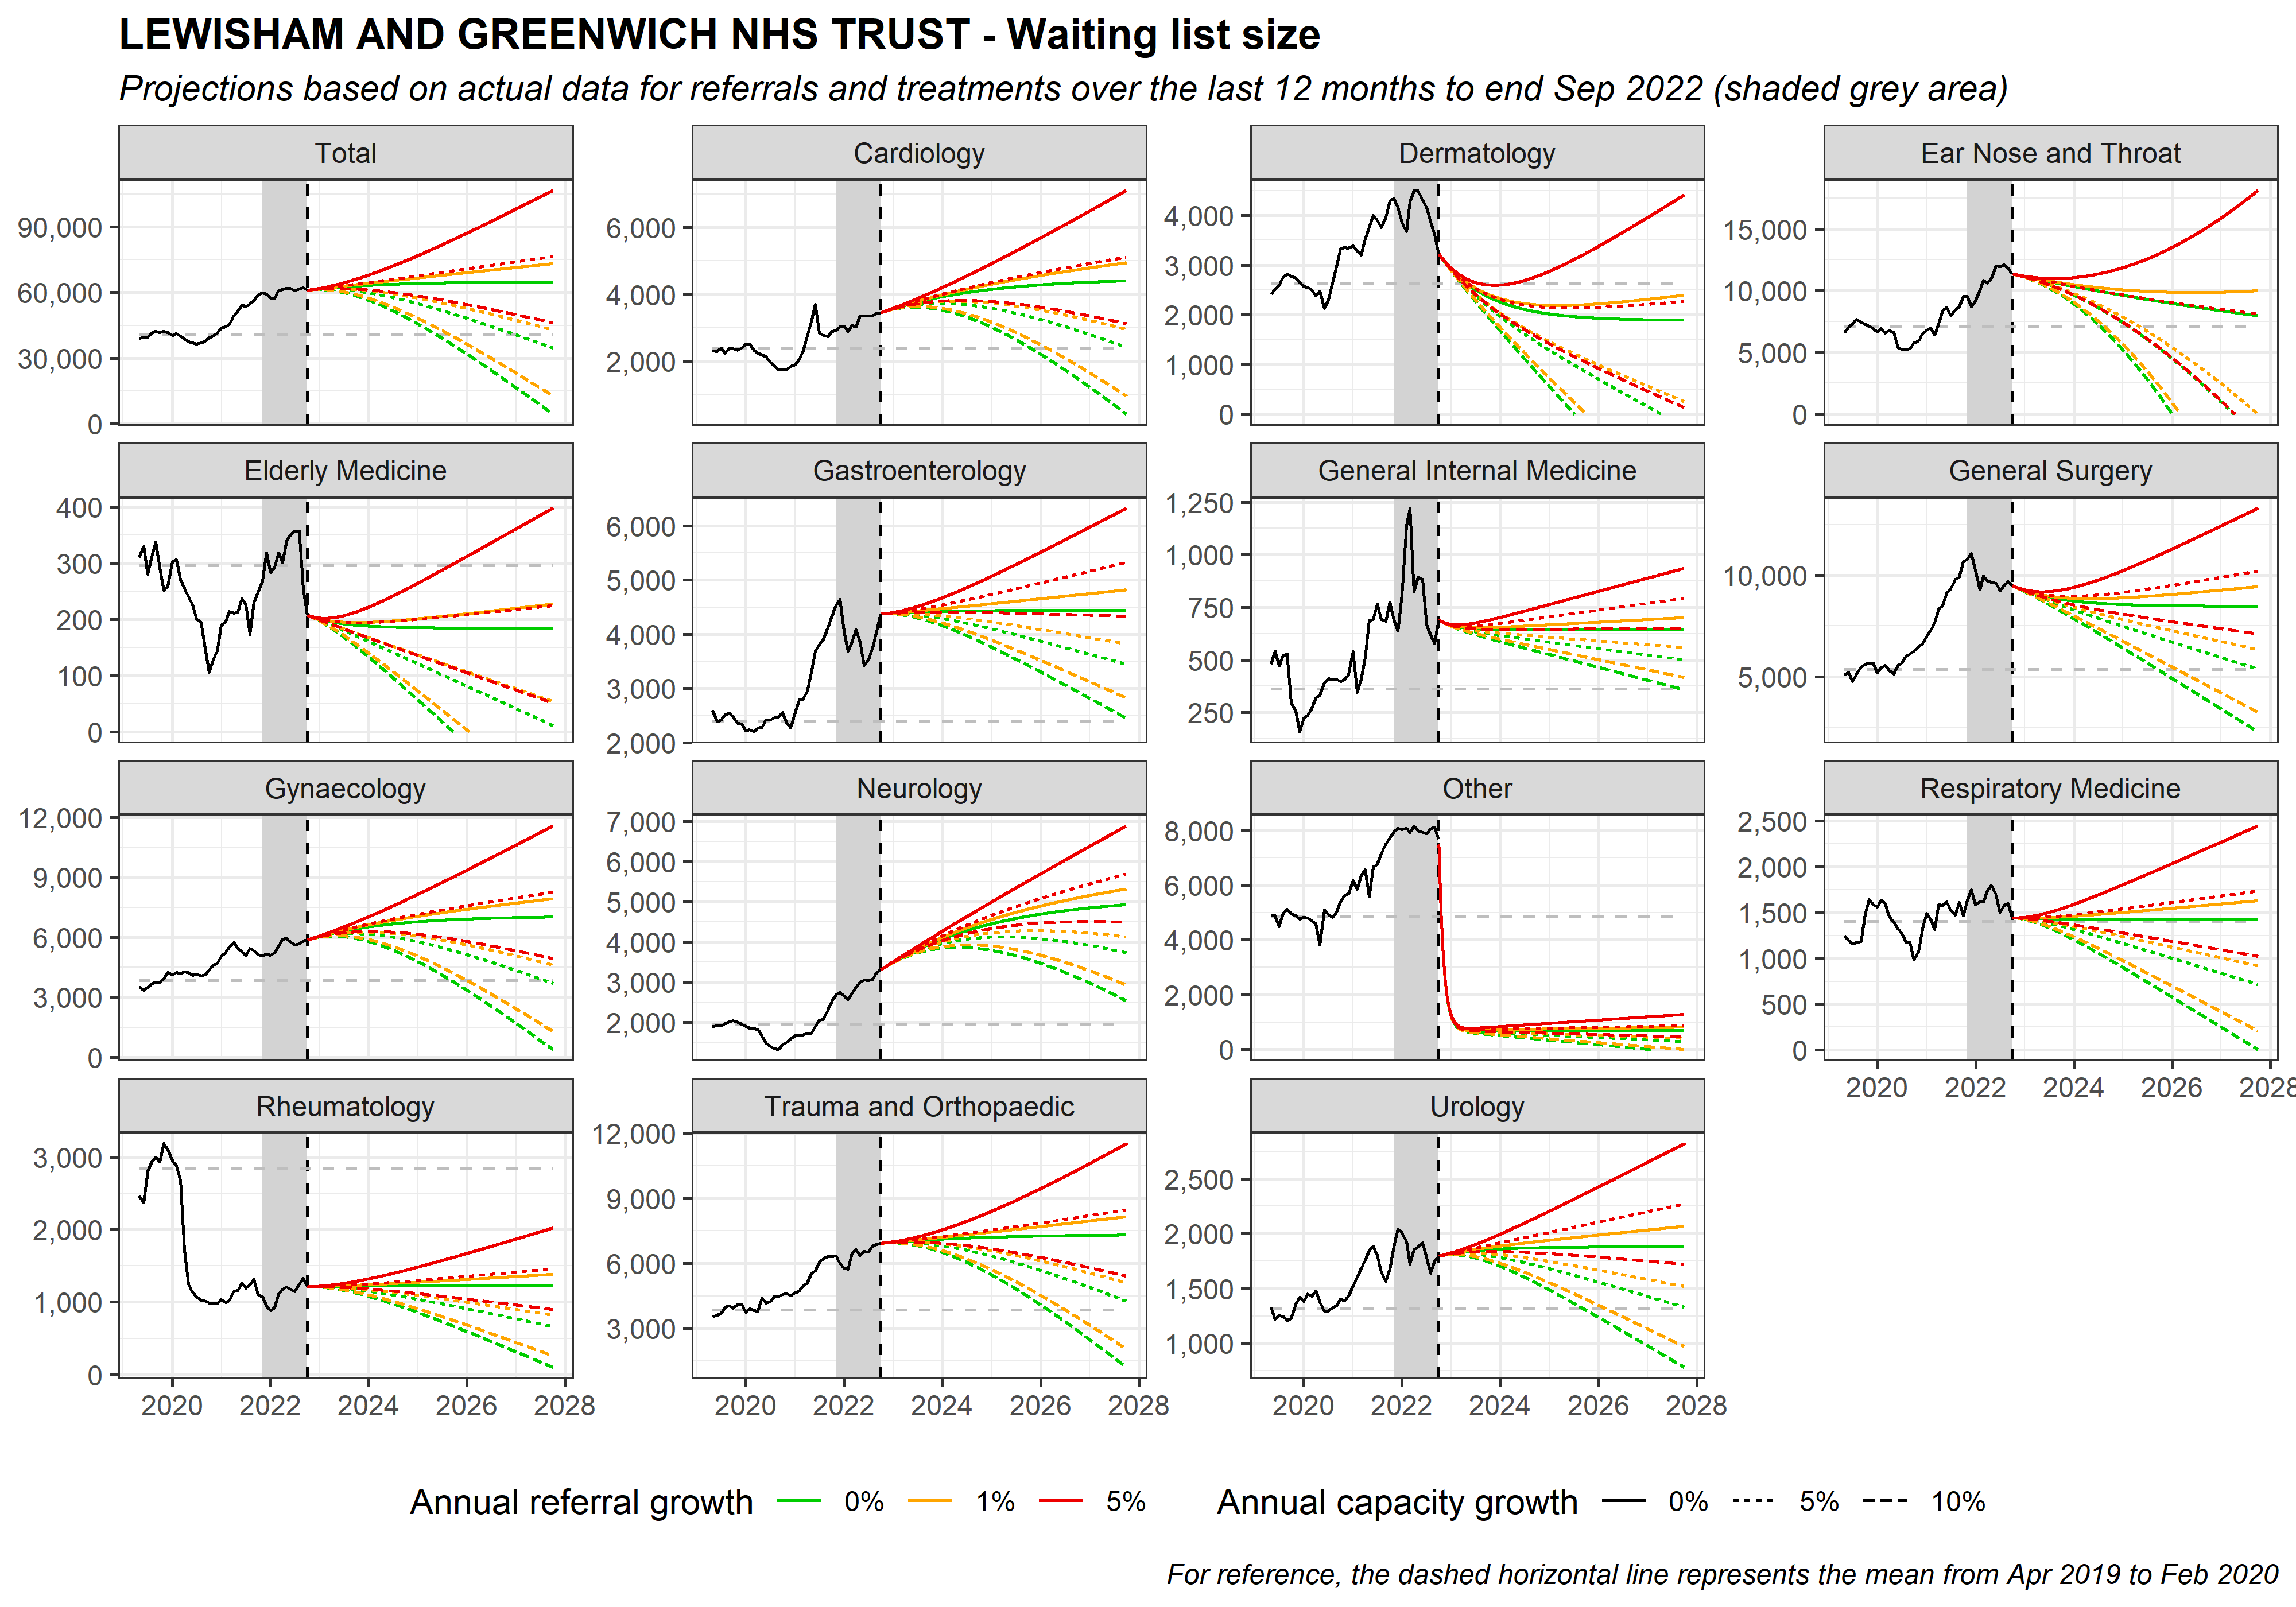 LEWISHAM AND GREENWICH NHS TRUST - Waiting list size
Projections based on actual data for referrals and treatments over the last 12 months to end Sep 2022 (shaded grey area)
Total
Cardiology
Dermatology
Ear Nose and Throat
90,000
60,000
30,000
0
6,000
4,000
2,000
4,000
3,000
2,000
1,000
0
15,000
10,000
5,000
0
Elderly Medicine
Gastroenterology
General Internal Medicine
General Surgery
400
300
200
100
0
6,000
5,000
4,000
3,000
2,000
1,250
1,000
750
500
250
10,000
5,000
Gynaecology
Neurology
Other
Respiratory Medicine
12,000
9,000
6,000
3,000
0
7,000
6,000
5,000
4,000
3,000
2,000
8,000
6,000
4,000
2,000
0
2,500
2,000
1,500
1,000
500
0
2020 2022 2024 2026 2028
Rheumatology
Trauma and Orthopaedic
Urology
3,000
2,000
1,000
0
12,000
9,000
6,000
3,000
2,500
2,000
1,500
1,000
2020 2022 2024 2026 2028
2020 2022 2024 2026 2028
2020 2022 2024 2026 2028
Annual referral growth 0% 1% 5% Annual capacity growth 0% 5% 10%
For reference, the dashed horizontal line represents the mean from Apr 2019 to Feb 2020